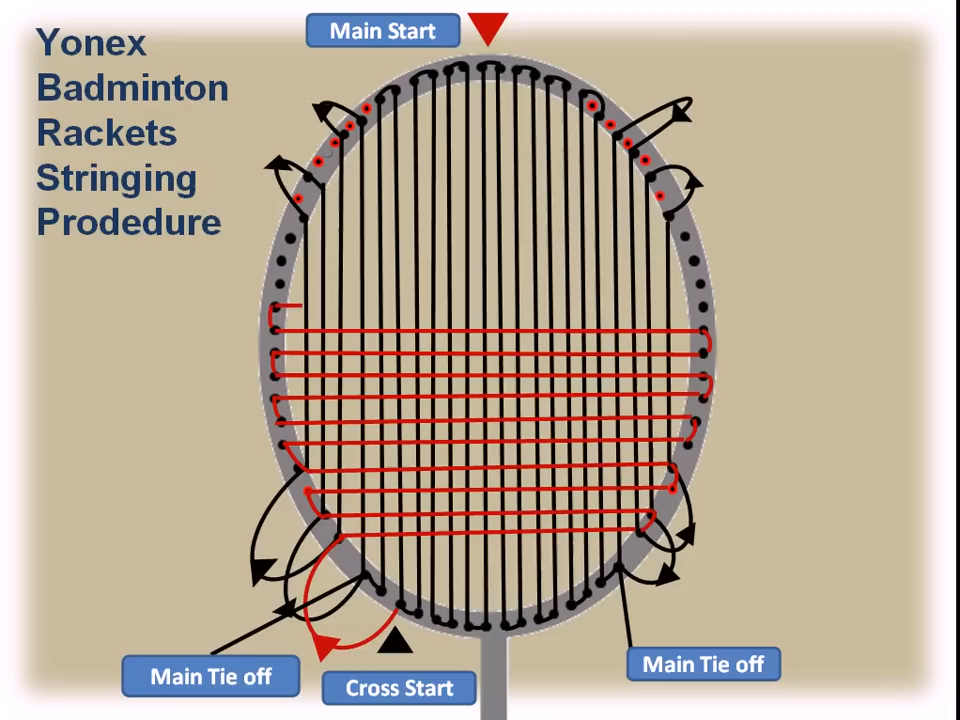 Main Start
Yonex
Badminton
Rackets
Stringing
Prodedure
Main Tie off
Cross Start
Main Tie off